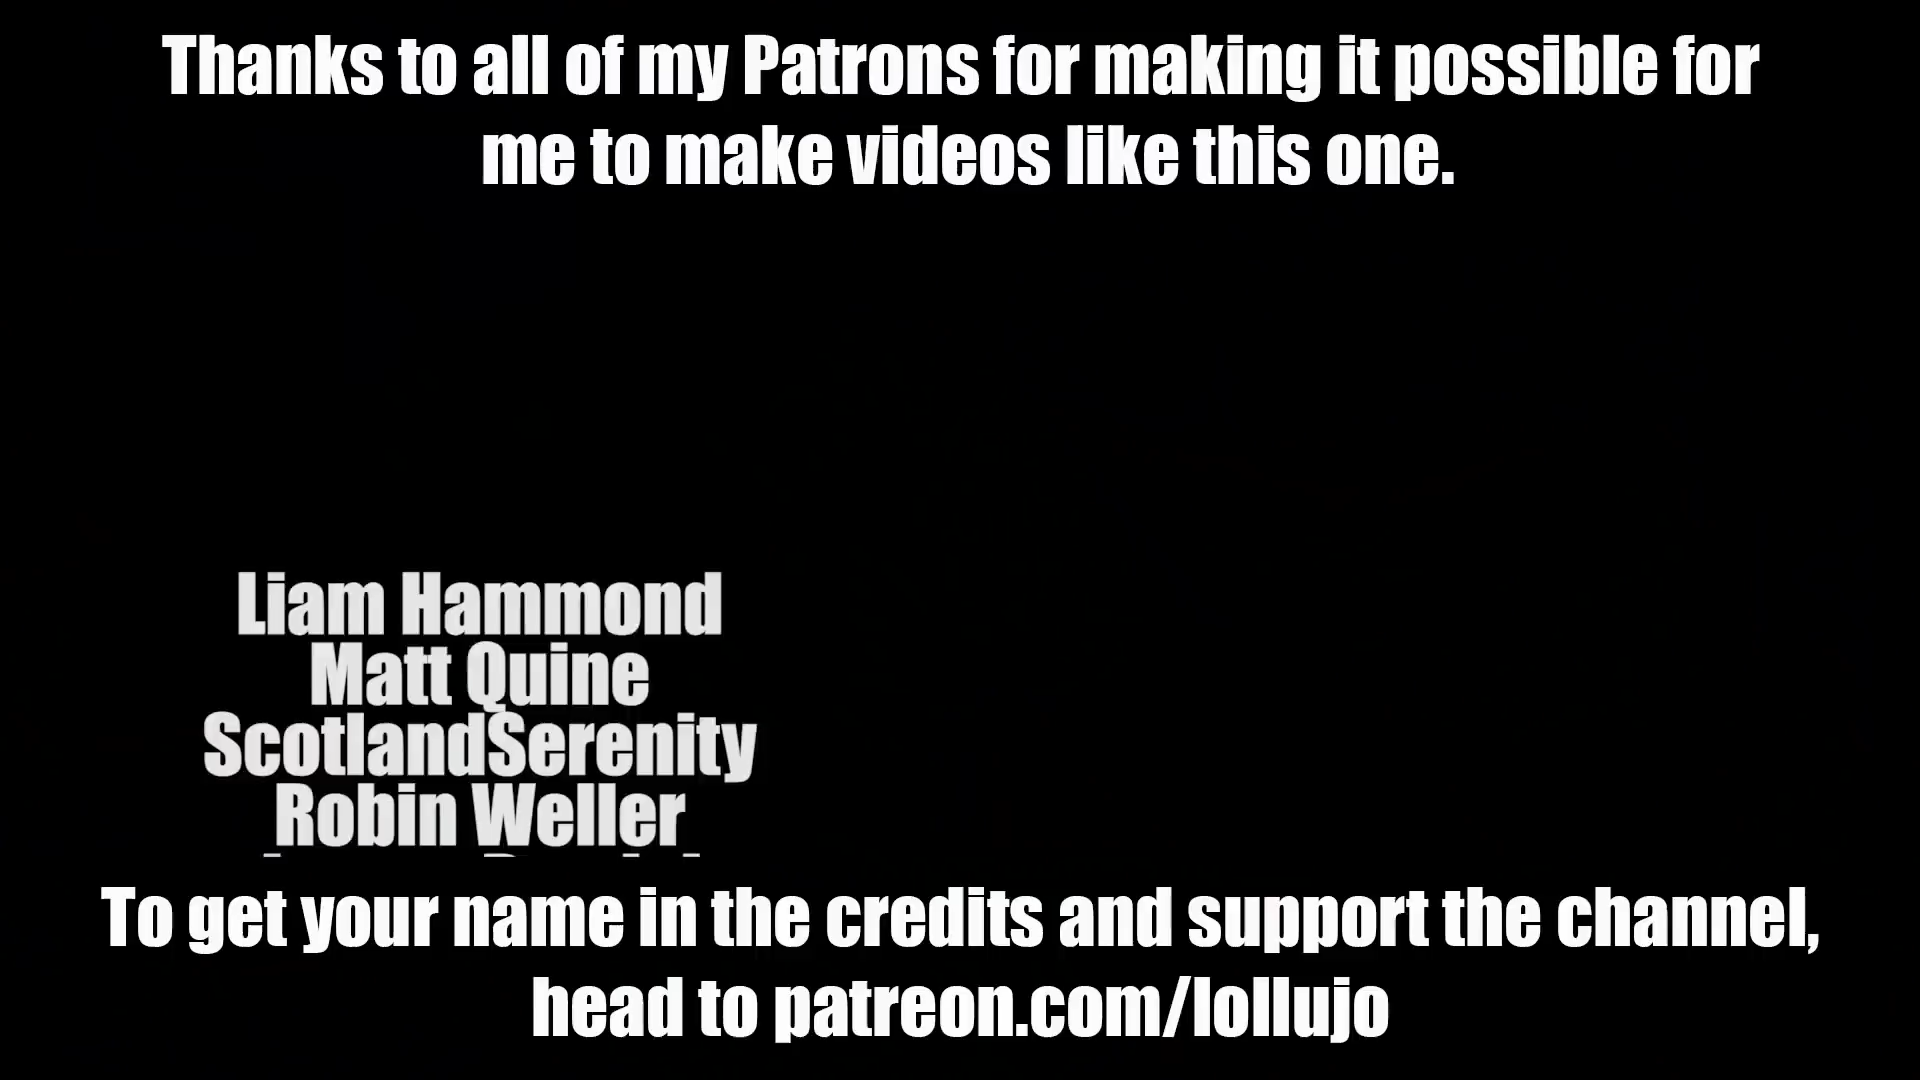 Thanks to all of my Patrons for making it possible for
me to make videos like this one.
Liam Hammond
Matt Quine
ScotlandSerenity
Robin Weller
To get your name in the credits and support the channel,
head to patreon.com/lollujo